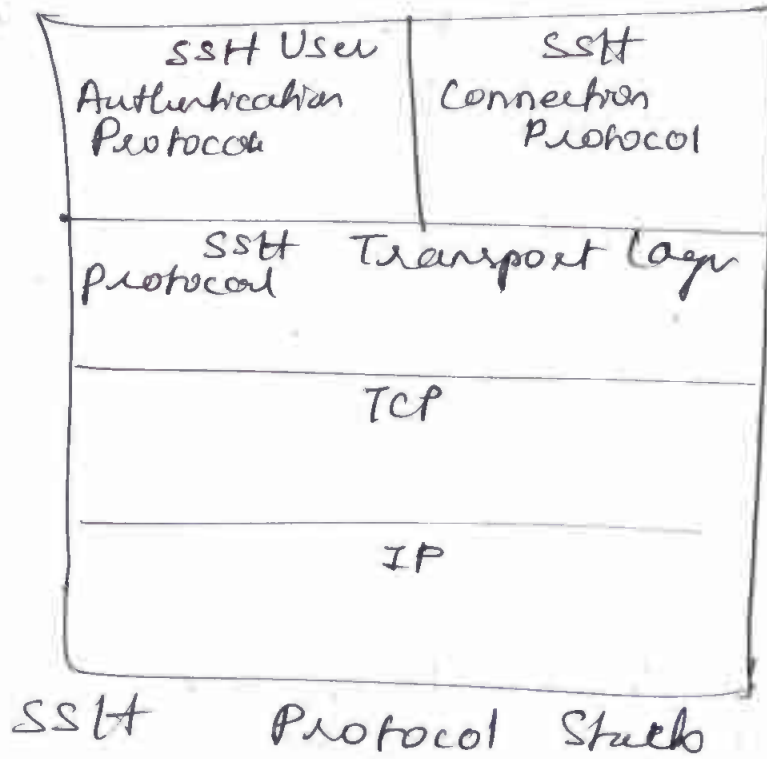 SSH User
Authentication
Protocol
SSH
Connection
Protocol
SSH Transport Layer
Protocol
TCP
IP
SSH Protocol Stack